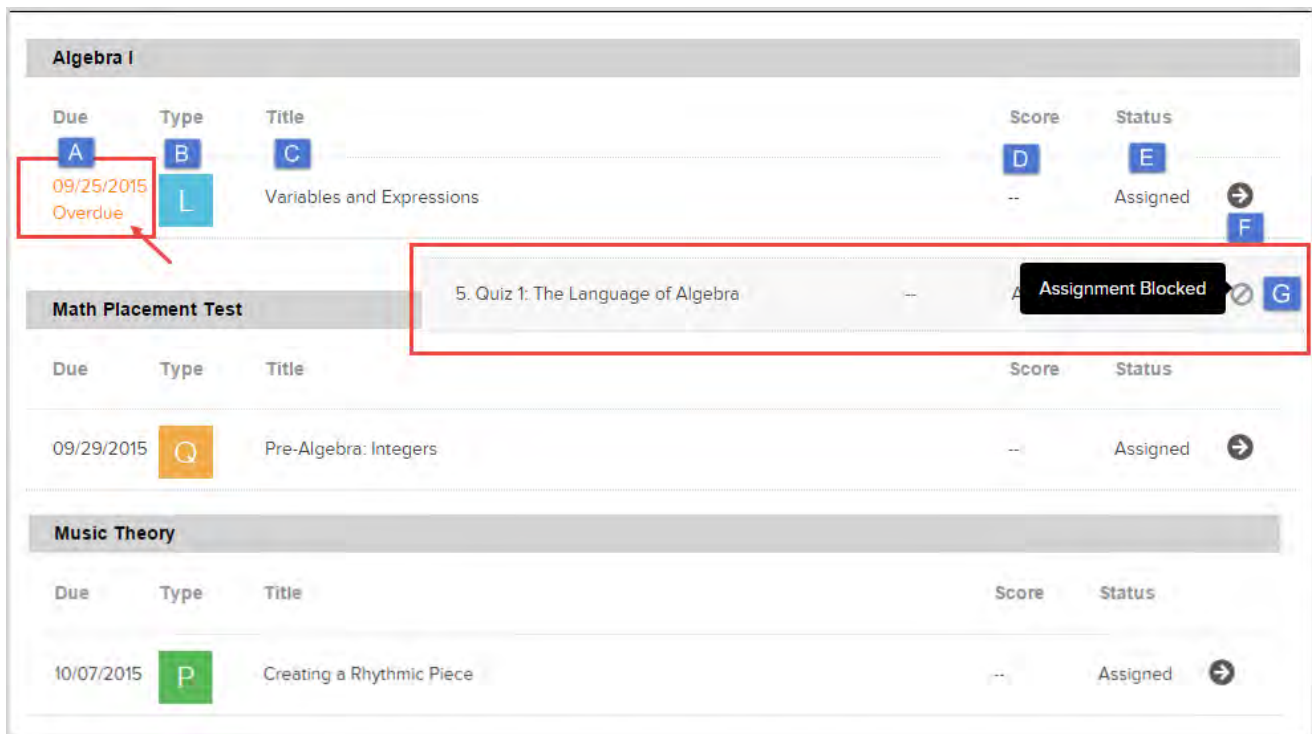 Algebra I
Due Type Title Score Status
A B C D E
09/25/2015
Overdue
L Variables and Expressions -- Assigned
F
5. Quiz 1: The Language of Algebra -- A Assignment Blocked G
Math Placement Test
Due Type Title Score Status
09/29/2015 Q Pre-Algebra: Integers -- Assigned
Music Theory
Due Type Title Score Status
10/07/2015 P Creating a Rhythmic Piece -- Assigned